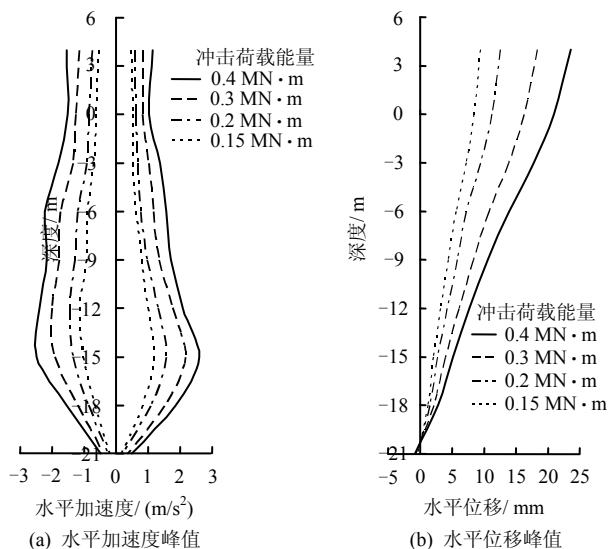 6
3
0
−3
−6
−9
−12
−15
−18
−21
深度/ m
冲击荷载能量
0.4 MN·m
0.3 MN·m
0.2 MN·m
0.15 MN·m
−3 −2 −1 0 1 2 3
水平加速度/ (m/s²)
(a) 水平加速度峰值
6
3
0
−3
−6
−9
−12
−15
−18
−21
深度/ m
冲击荷载能量
0.4 MN·m
0.3 MN·m
0.2 MN·m
0.15 MN·m
−5 0 5 10 15 20 25
水平位移/ mm
(b) 水平位移峰值